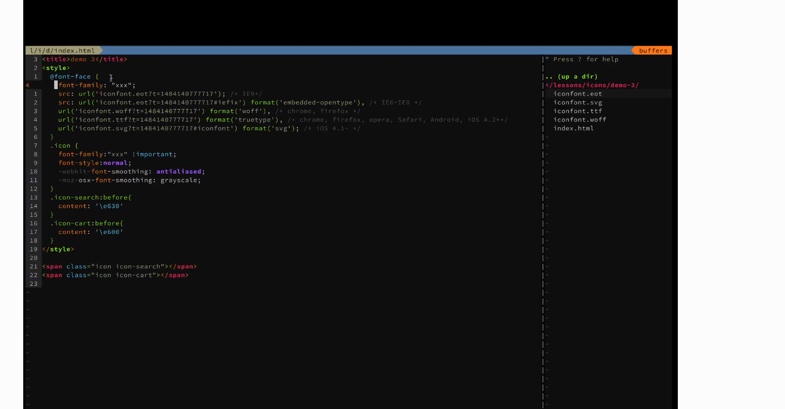 l/i/d/index.html buffers
3 <title>demo 3</title>
2 <style>
1 @font-face {
4 font-family: "xxx";
1 src: url('iconfont.eot?t=1484140777717'); /* IE9*/
2 src: url('iconfont.eot?t=1484140777717#iefix') format('embedded-opentype'), /* IE6-IE8 */
3 url('iconfont.woff?t=1484140777717') format('woff'), /* chrome, firefox */
4 url('iconfont.ttf?t=1484140777717') format('truetype'), /* chrome, firefox, opera, Safari, Android, iOS 4.2+*/
5 url('iconfont.svg?t=1484140777717#iconfont') format('svg'); /* iOS 4.1- */
6 }
7 .icon {
8 font-family:"xxx" !important;
9 font-style:normal;
10 -webkit-font-smoothing: antialiased;
11 -moz-osx-font-smoothing: grayscale;
12 }
13 .icon-search:before{
14 content: '\e630'
15 }
16 .icon-cart:before{
17 content: '\e600'
18 }
19 </style>
20
21 <span class="icon icon-search"></span>
22 <span class="icon icon-cart"></span>
23
" Press ? for help
.. (up a dir)
</lessons/icons/demo-3/
iconfont.eot
iconfont.svg
iconfont.ttf
iconfont.woff
index.html